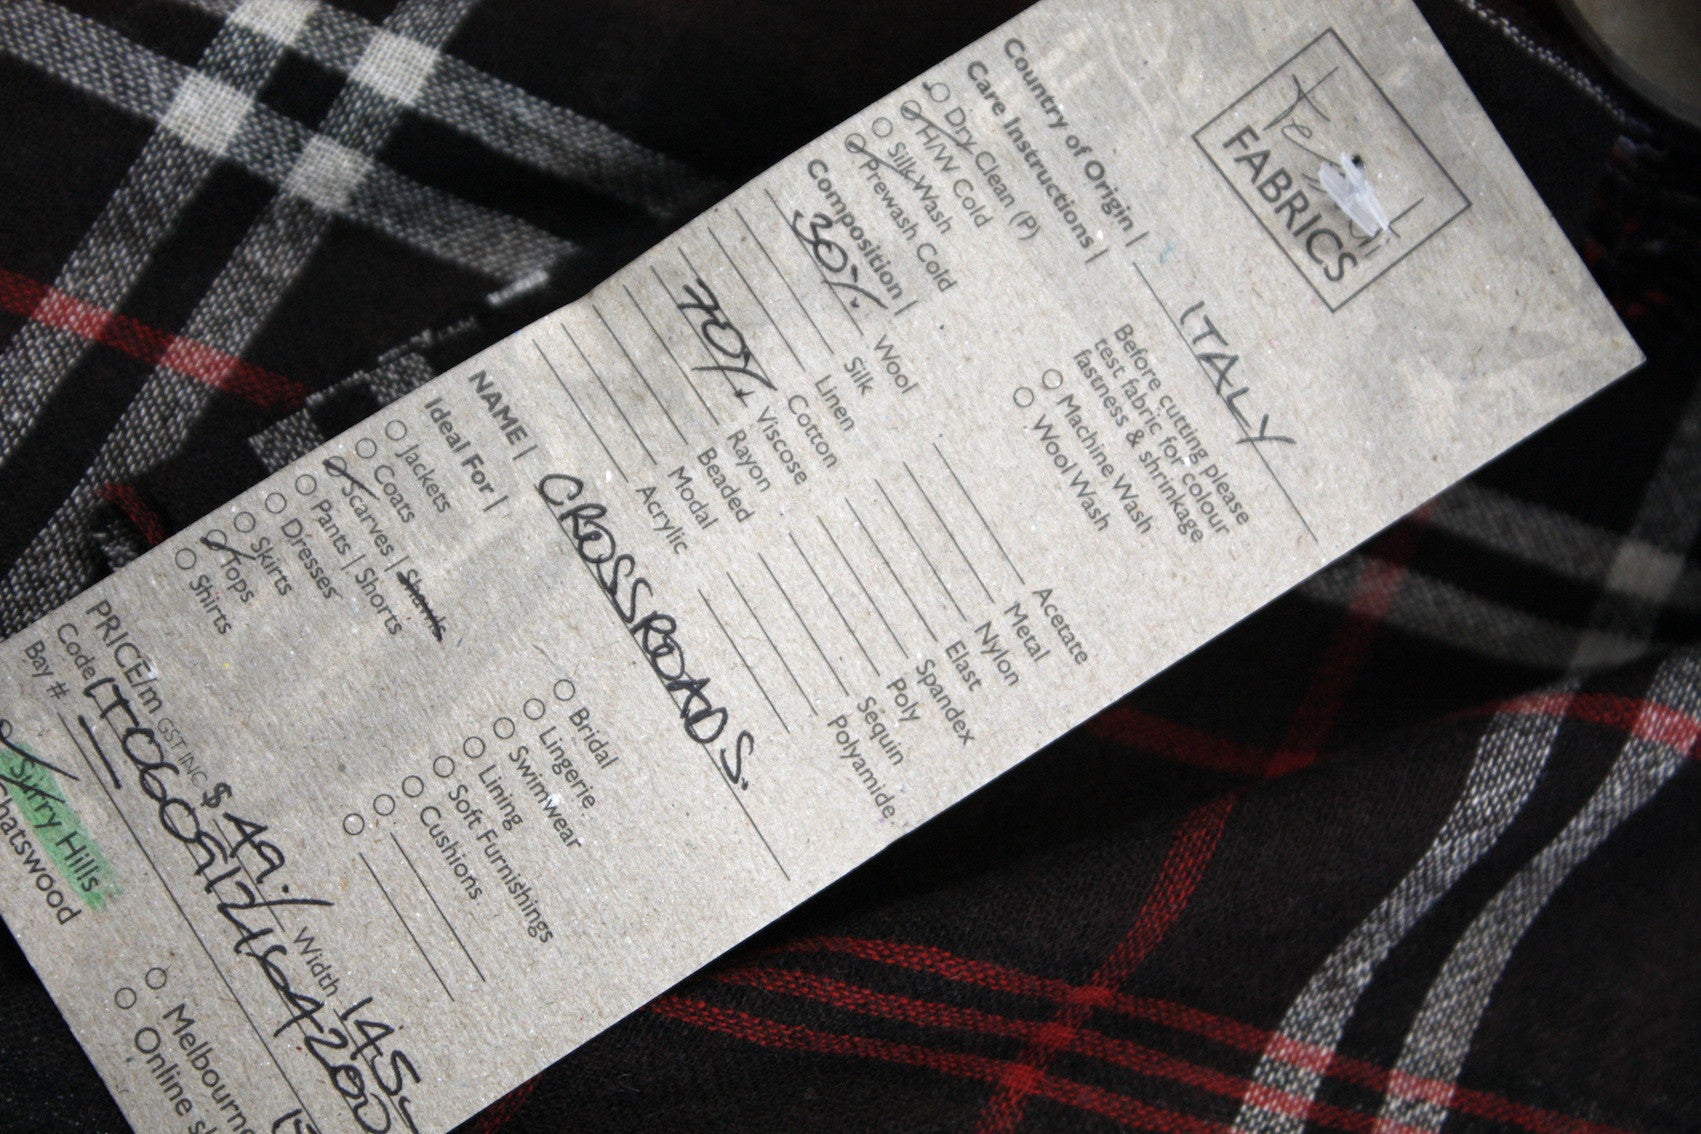 Tessuti
FABRICS
Country of Origin | ITALY
Care Instructions |
Dry Clean (P)
H/W Cold
Silk Wash
Prewash Cold
Before cutting please
test fabric for colour
fastness & shrinkage
Machine Wash
Wool Wash
Composition |
30% Wool
Silk
Linen
Cotton
70% Viscose
Rayon
Beaded
Modal
Acrylic
Acetate
Metal
Nylon
Elast
Spandex
Poly
Sequin
Polyamide
NAME | CROSSROADS.
Ideal For |
Jackets
Coats
Scarves | Shawls
Pants | Shorts
Dresses
Skirts
Tops
Shirts
Bridal
Lingerie
Swimwear
Lining
Soft Furnishings
Cushions
PRICE/m GST INC $49./ Width 145
Code
Bay #
Surry Hills
Chatswood
Melbourne
Online